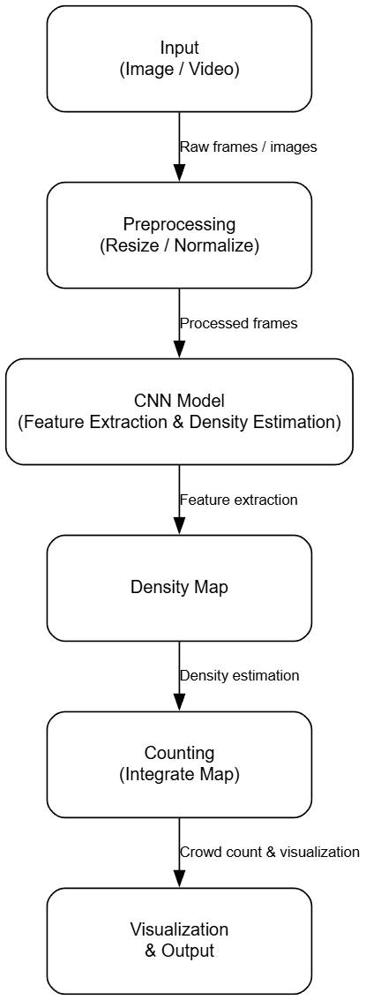 Input
(Image / Video)
Raw frames / images
Preprocessing
(Resize / Normalize)
Processed frames
CNN Model
(Feature Extraction & Density Estimation)
Feature extraction
Density Map
Density estimation
Counting
(Integrate Map)
Crowd count & visualization
Visualization
& Output